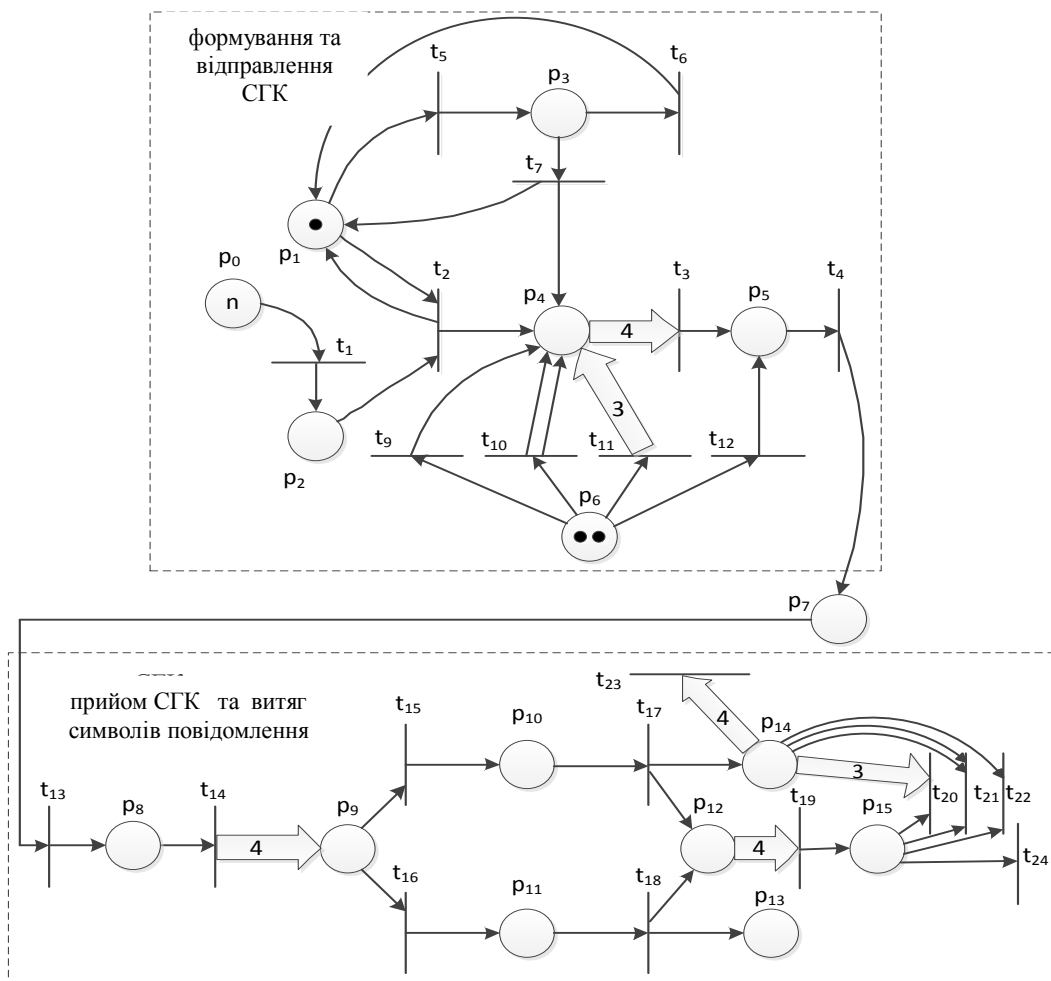 формування та
відправлення
СГК
t5
p3
t6
t7
p1
p0
n
t2
p4
t3
p5
t4
4
t1
3
p2
t9
t10
t11
t12
p6
p7
t23
прийом СГК та витяг
символів повідомлення
t15
p10
t17
p14
4
3
t13
p8
t14
p9
p12
t19
p15
t20
t21
t22
4
4
t24
t16
p11
t18
p13